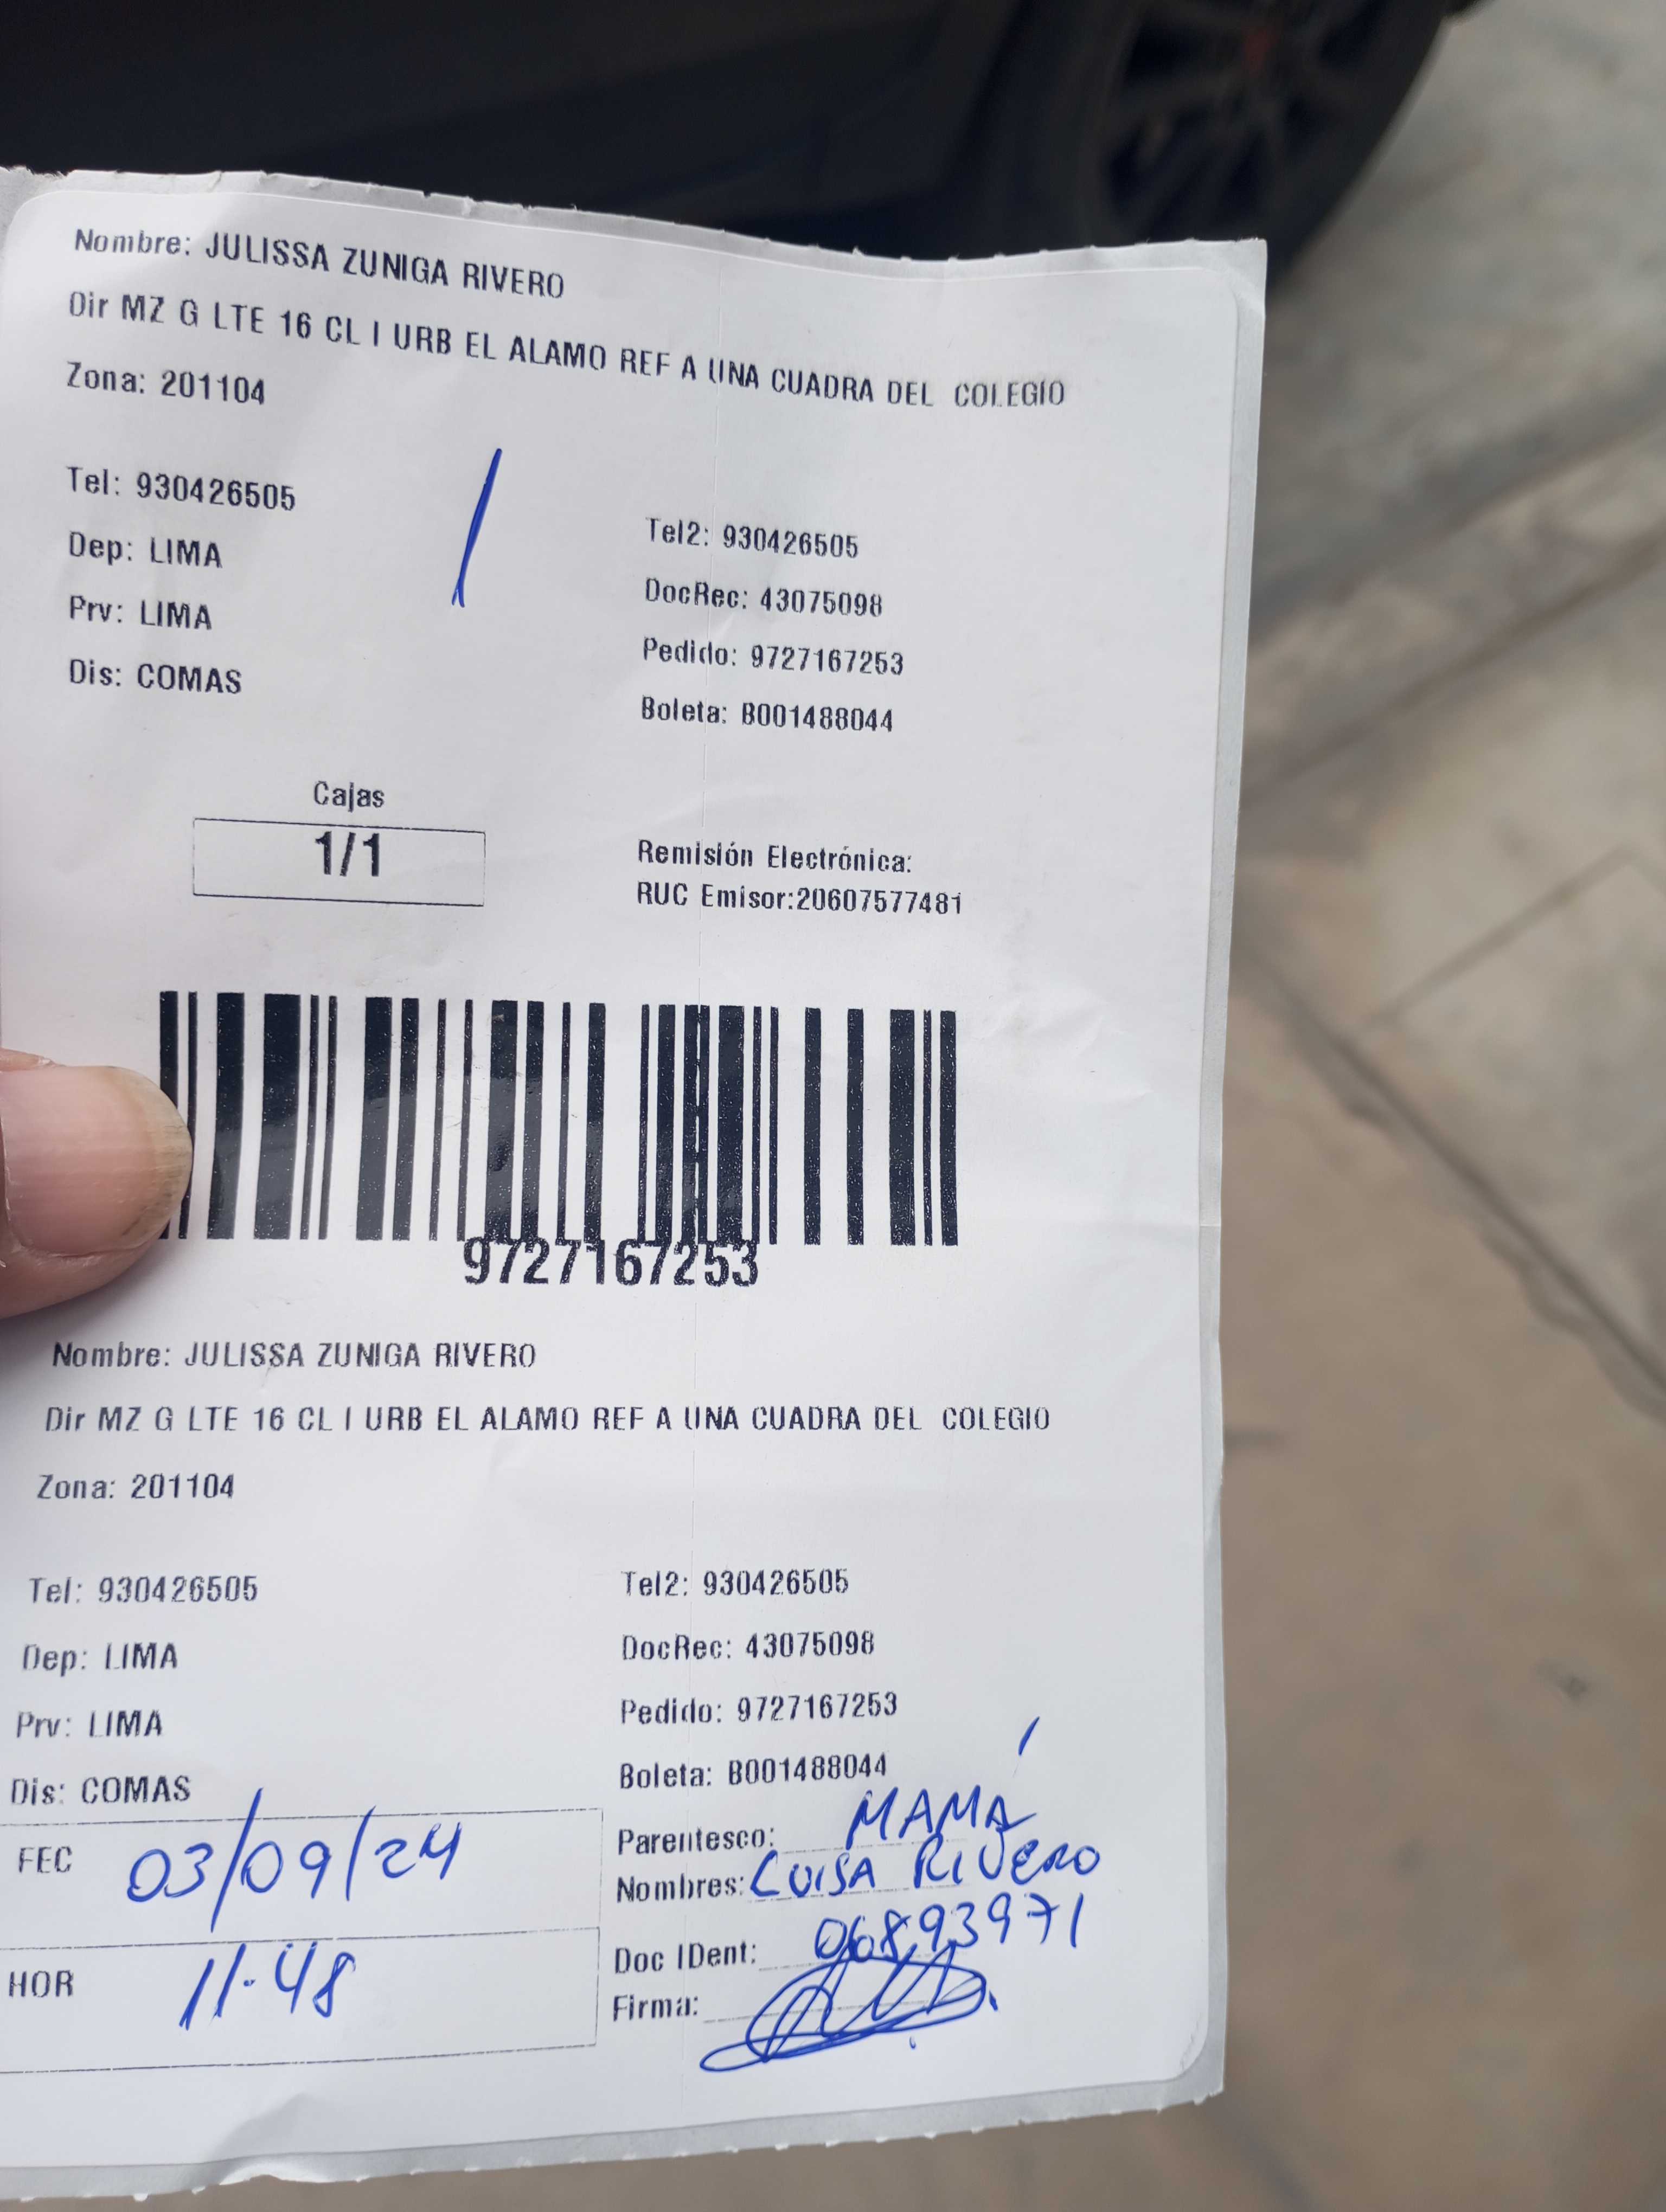 Nombre: JULISSA ZUNIGA RIVERO
Dir MZ G LTE 16 CL I URB EL ALAMO REF A UNA CUADRA DEL COLEGIO
Zona: 201104
Tel: 930426505
Dep: LIMA
Prv: LIMA
Dis: COMAS
Tel2: 930426505
DocRec: 43075098
Pedido: 9727167253
Boleta: B001488044
Cajas
1/1
Remisión Electrónica:
RUC Emisor:20607577481
9727167253
Nombre: JULISSA ZUNIGA RIVERO
Dir MZ G LTE 16 CL I URB EL ALAMO REF A UNA CUADRA DEL COLEGIO
Zona: 201104
Tel: 930426505
Dep: LIMA
Prv: LIMA
Dis: COMAS
Tel2: 930426505
DocRec: 43075098
Pedido: 9727167253
Boleta: B001488044
FEC 03/09/24
HOR 11:48
Parentesco: MAMÁ
Nombres: LUISA RIVERO
Doc IDent: 06893971
Firma: